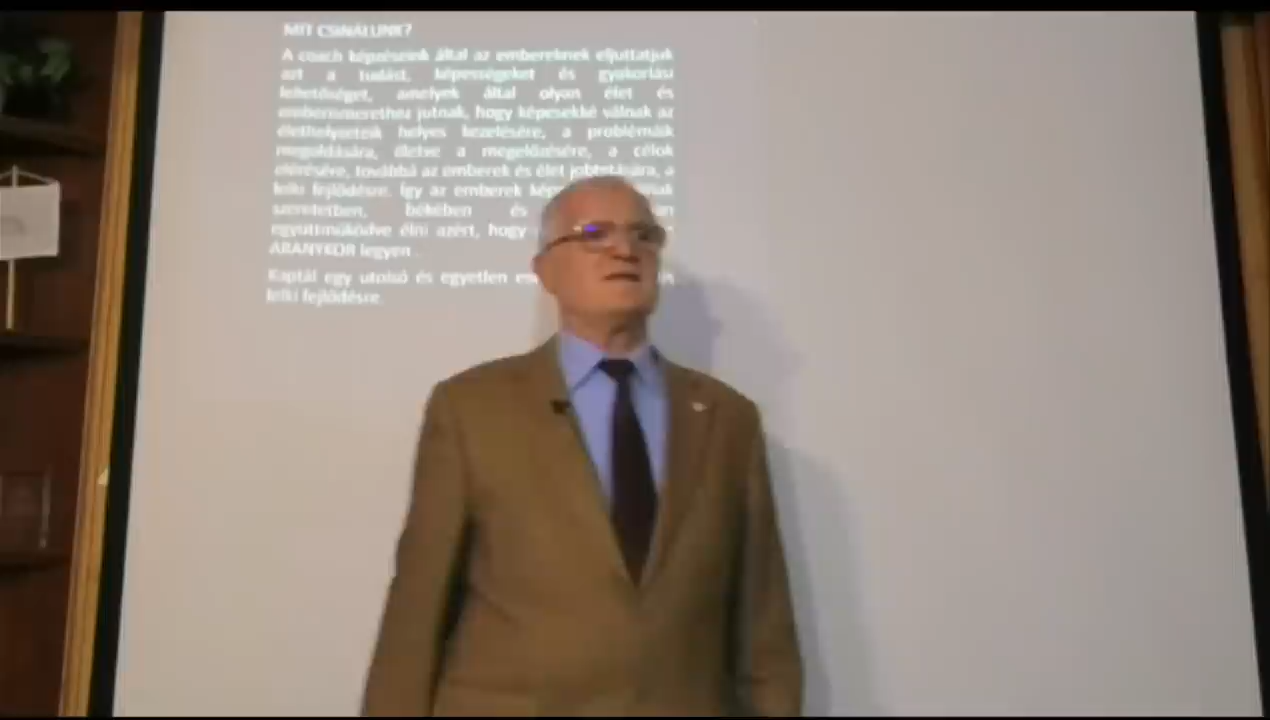 MIT CSINÁLUNK?
A coach képzéseink által az embereknek eljuttatjuk
azt a tudást, képességeket és gyakorlási
lehetőséget, amelyek által olyan élet és
emberismerethez jutnak, hogy képesekké válnak az
élethelyzeteik helyes kezelésére, a problémáik
megoldására, illetve a megelőzésére, a célok
elérésére, továbbá az emberek és élet jobbítására, a
lelki fejlődésre. Így az emberek
szeretetben, békében és
együttműködve élni azért, hogy
ARANYKOR legyen.
Kaptál egy utolsó és egyetlen
lelki fejlődésre.